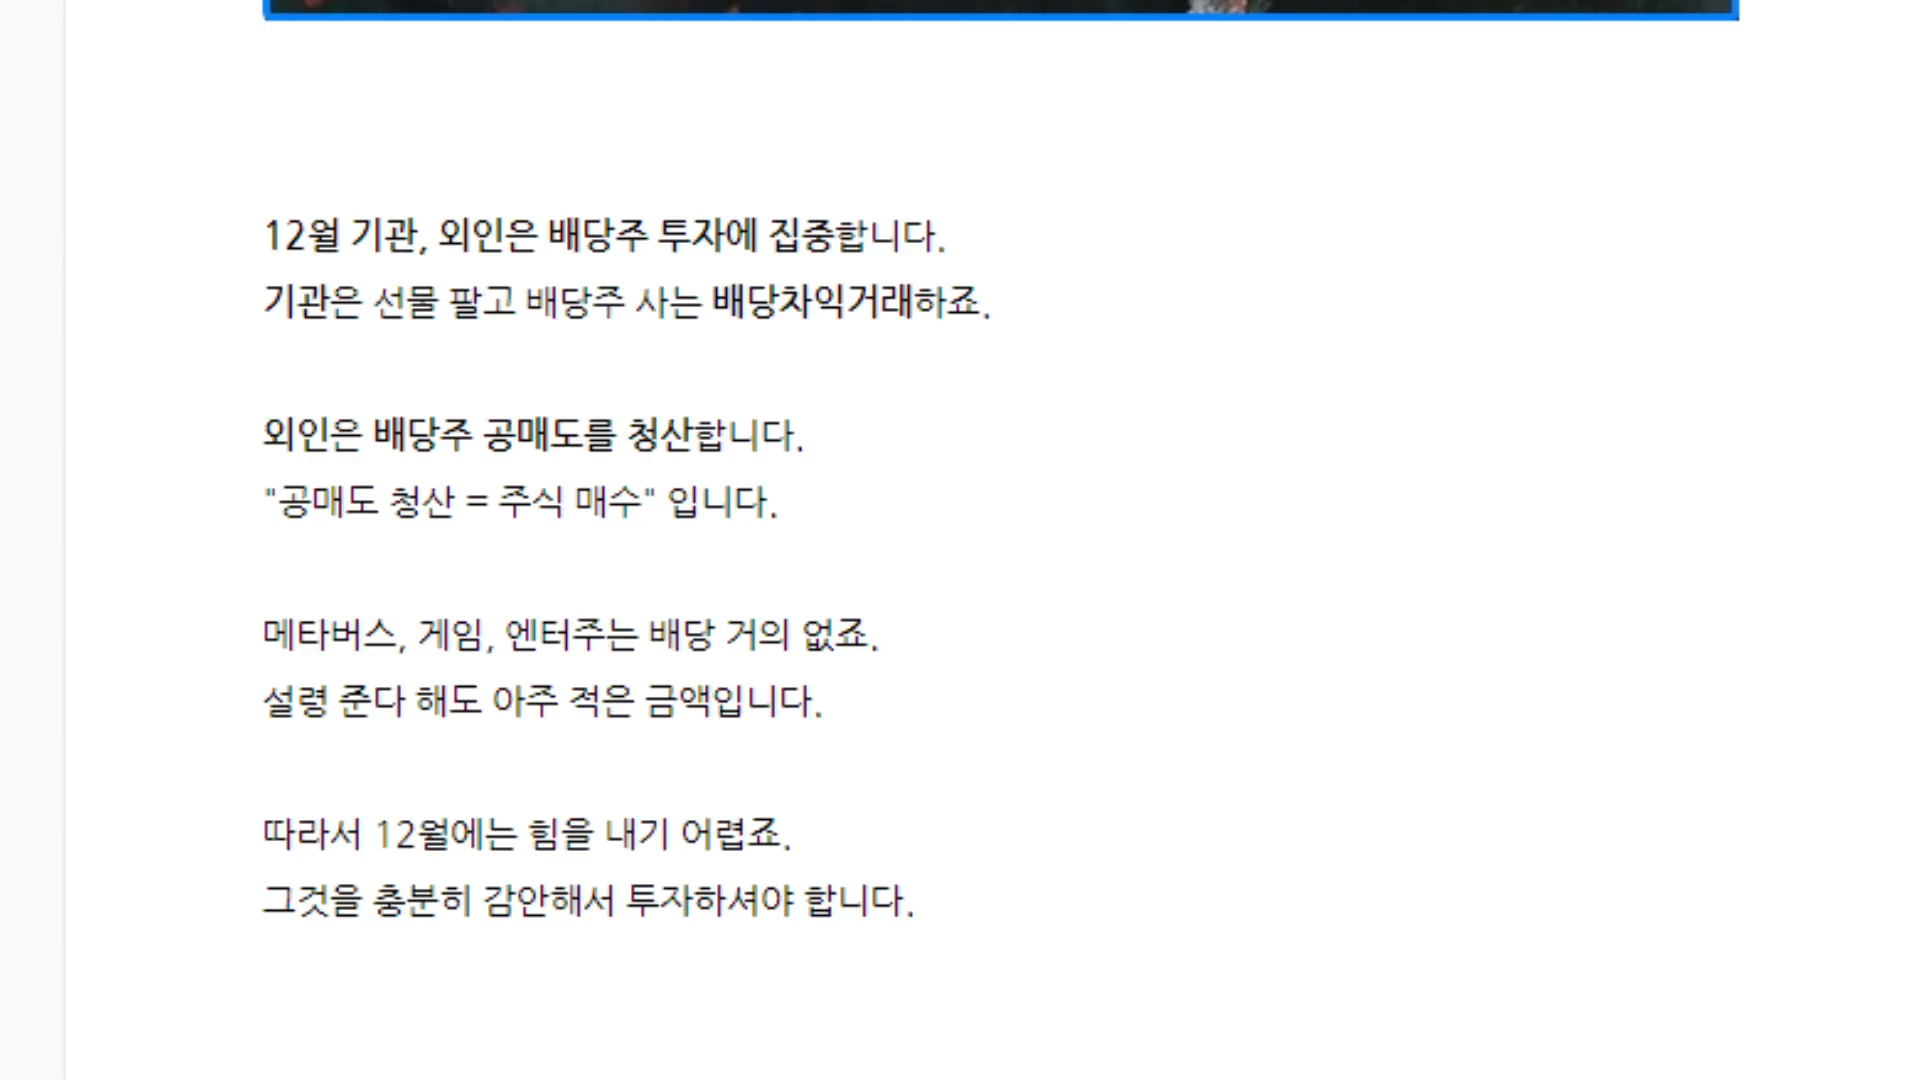 12월 기관, 외인은 배당주 투자에 집중합니다.
기관은 선물 팔고 배당주 사는 배당차익거래하죠.
외인은 배당주 공매도를 청산합니다.
"공매도 청산 = 주식 매수" 입니다.
메타버스, 게임, 엔터주는 배당 거의 없죠.
설령 준다 해도 아주 적은 금액입니다.
따라서 12월에는 힘을 내기 어렵죠.
그것을 충분히 감안해서 투자하셔야 합니다.